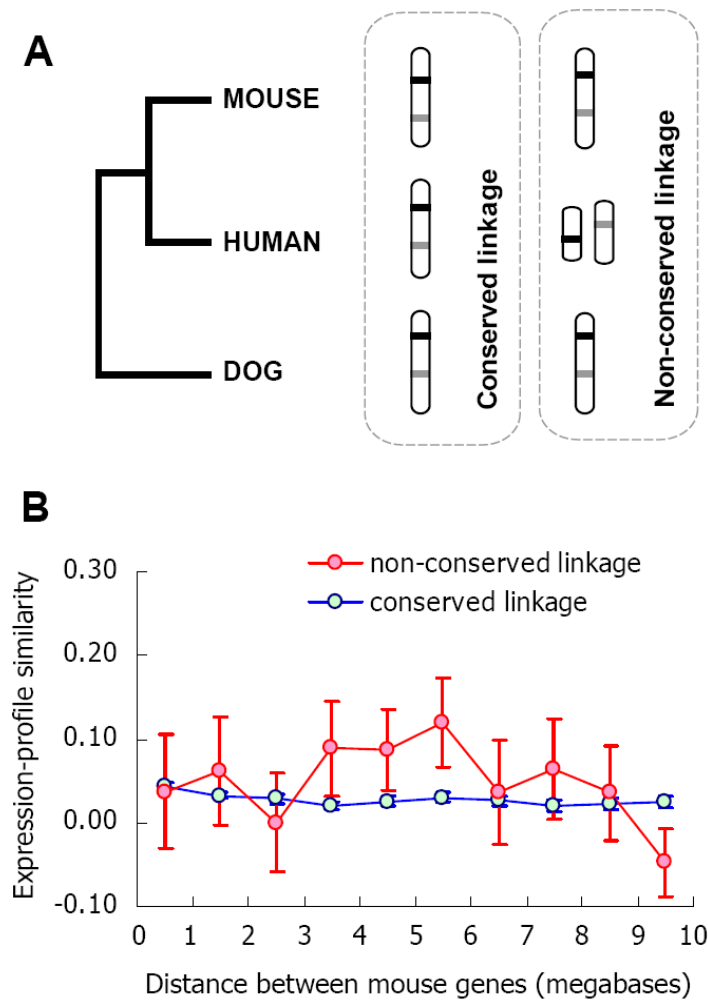 A
MOUSE
HUMAN
DOG
Conserved linkage
Non-conserved linkage
B
non-conserved linkage
conserved linkage
Expression-profile similarity
0.30
0.20
0.10
0.00
-0.10
0 1 2 3 4 5 6 7 8 9 10
Distance between mouse genes (megabases)